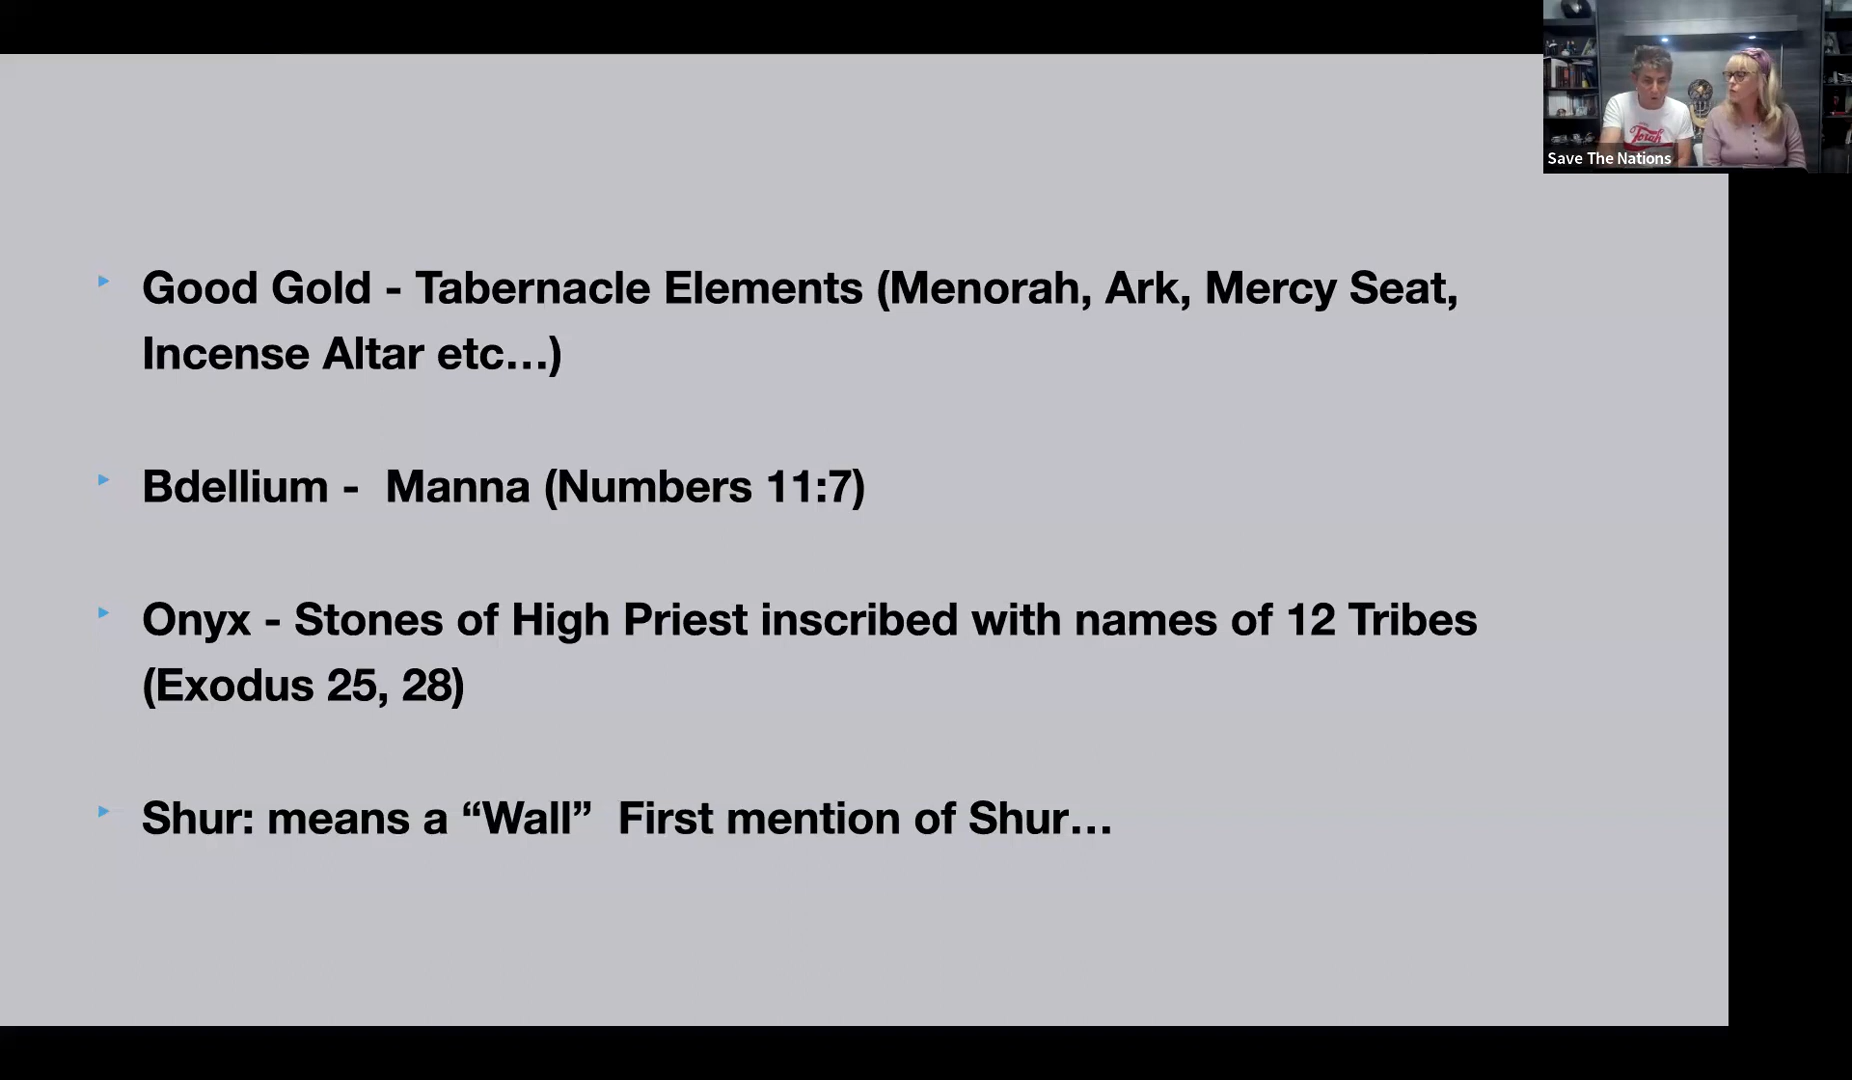 Save The Nations
Torah
Good Gold - Tabernacle Elements (Menorah, Ark, Mercy Seat,
Incense Altar etc...)
Bdellium -  Manna (Numbers 11:7)
Onyx - Stones of High Priest inscribed with names of 12 Tribes
(Exodus 25, 28)
Shur: means a “Wall”  First mention of Shur...